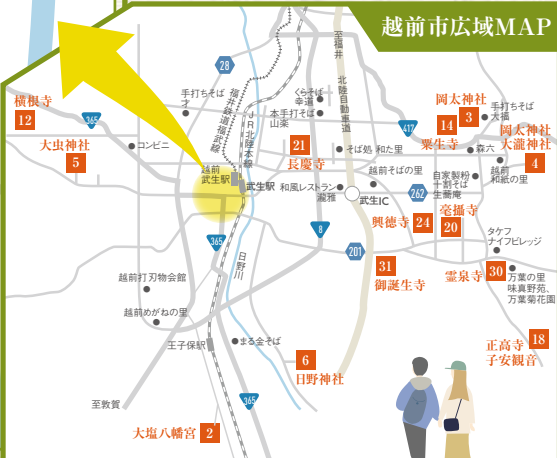 越前市広域MAP
至福井
28
福井鉄道福武線
JR北陸本線
北陸自動車道
手打ちそば
才
くらそば
幸道
本手打そば
山楽
横根寺
12
365
大虫神社
5
コンビニ
21
長慶寺
そば処 和た里
417
岡太神社
3
手打ちそば
大福
14
粟生寺
森六
岡太神社
大瀧神社
4
越前
和紙の里
自家製粉
十割そば
生蕎庵
越前そばの里
越前
武生駅
武生駅
和風レストラン
瀧雅
武生IC
262
興徳寺
24
亳攝寺
20
365
日野川
8
201
タケフ
ナイフビレッジ
31
御誕生寺
霊泉寺
30
万葉の里
味真野苑、
万葉菊花園
越前打刃物会館
越前めがねの里
王子保駅
まる金そば
6
日野神社
18
正高寺
子安観音
至敦賀
365
大塩八幡宮
2